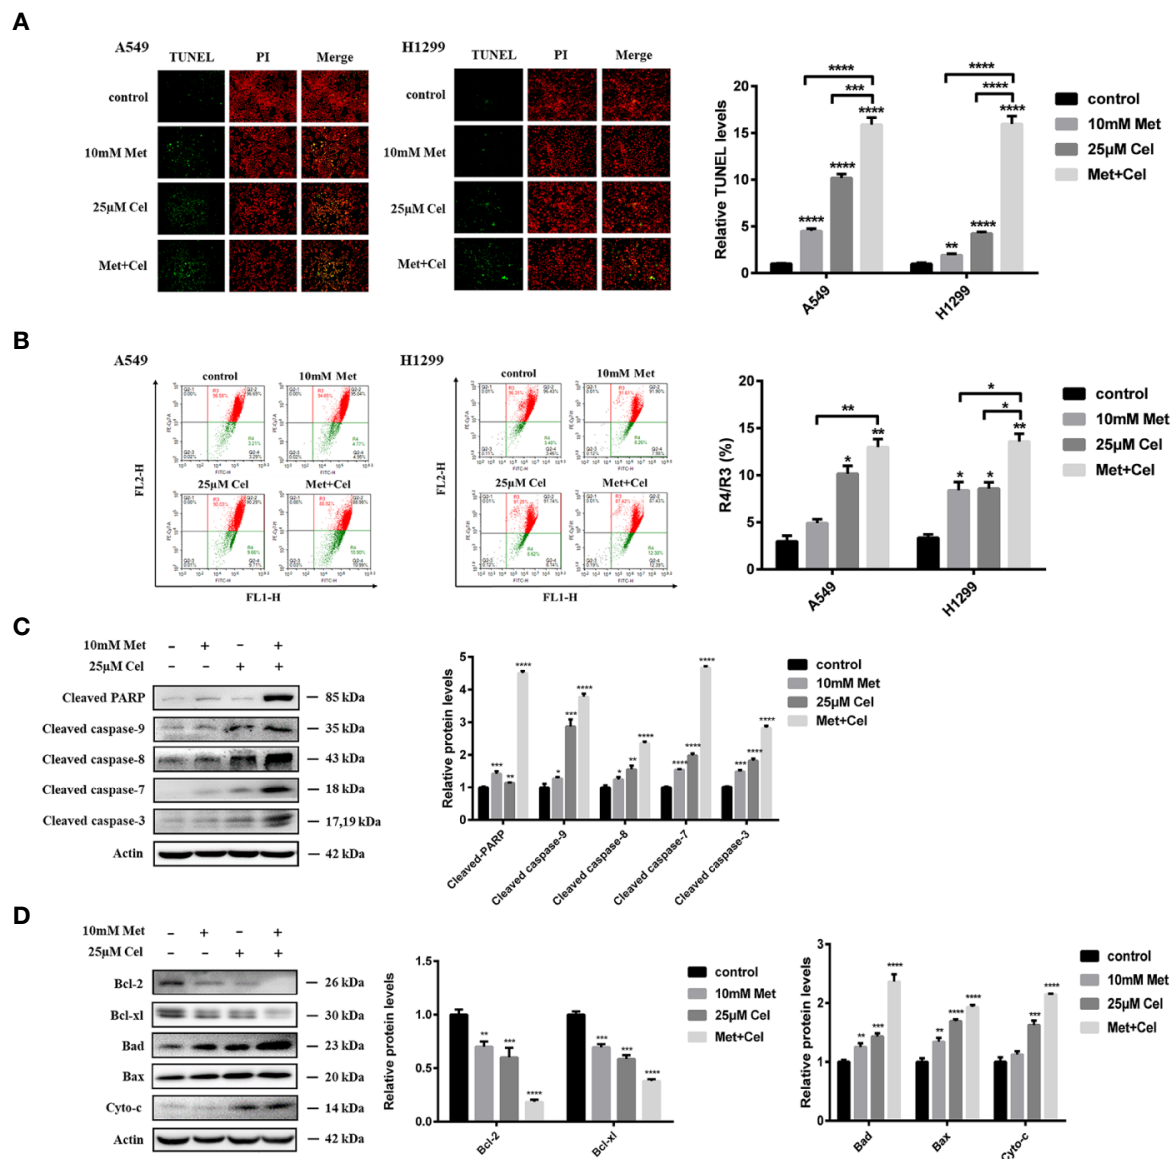 A
A549
TUNEL PI Merge
control
10mM Met
25μM Cel
Met+Cel
H1299
TUNEL PI Merge
control
10mM Met
25μM Cel
Met+Cel
Relative TUNEL levels
20
15
10
5
0
**** *** **** ****
**** **** ****
**** ** ****
A549 H1299
control
10mM Met
25μM Cel
Met+Cel
B
A549
control 10mM Met
25μM Cel Met+Cel
FL2-H
FL1-H
H1299
control 10mM Met
25μM Cel Met+Cel
FL2-H
FL1-H
R4/R3 (%)
20
15
10
5
0
** * **
* * * * **
A549 H1299
control
10mM Met
25μM Cel
Met+Cel
C
10mM Met - + - +
25μM Cel - - + +
Cleaved PARP — 85 kDa
Cleaved caspase-9 — 35 kDa
Cleaved caspase-8 — 43 kDa
Cleaved caspase-7 — 18 kDa
Cleaved caspase-3 — 17,19 kDa
Actin — 42 kDa
Relative protein levels
5
4
3
2
1
0
*** ** **** * *** **** * ** **** **** **** **** *** **** ****
Cleaved-PARP
Cleaved caspase-9
Cleaved caspase-8
Cleaved caspase-7
Cleaved caspase-3
control
10mM Met
25μM Cel
Met+Cel
D
10mM Met - + - +
25μM Cel - - + +
Bcl-2 — 26 kDa
Bcl-xl — 30 kDa
Bad — 23 kDa
Bax — 20 kDa
Cyto-c — 14 kDa
Actin — 42 kDa
Relative protein levels
1.5
1.0
0.5
0.0
** *** **** *** *** ****
Bcl-2 Bcl-xl
control
10mM Met
25μM Cel
Met+Cel
Relative protein levels
3
2
1
0
** *** **** ** **** **** *** ****
Bad Bax Cyto-c
control
10mM Met
25μM Cel
Met+Cel